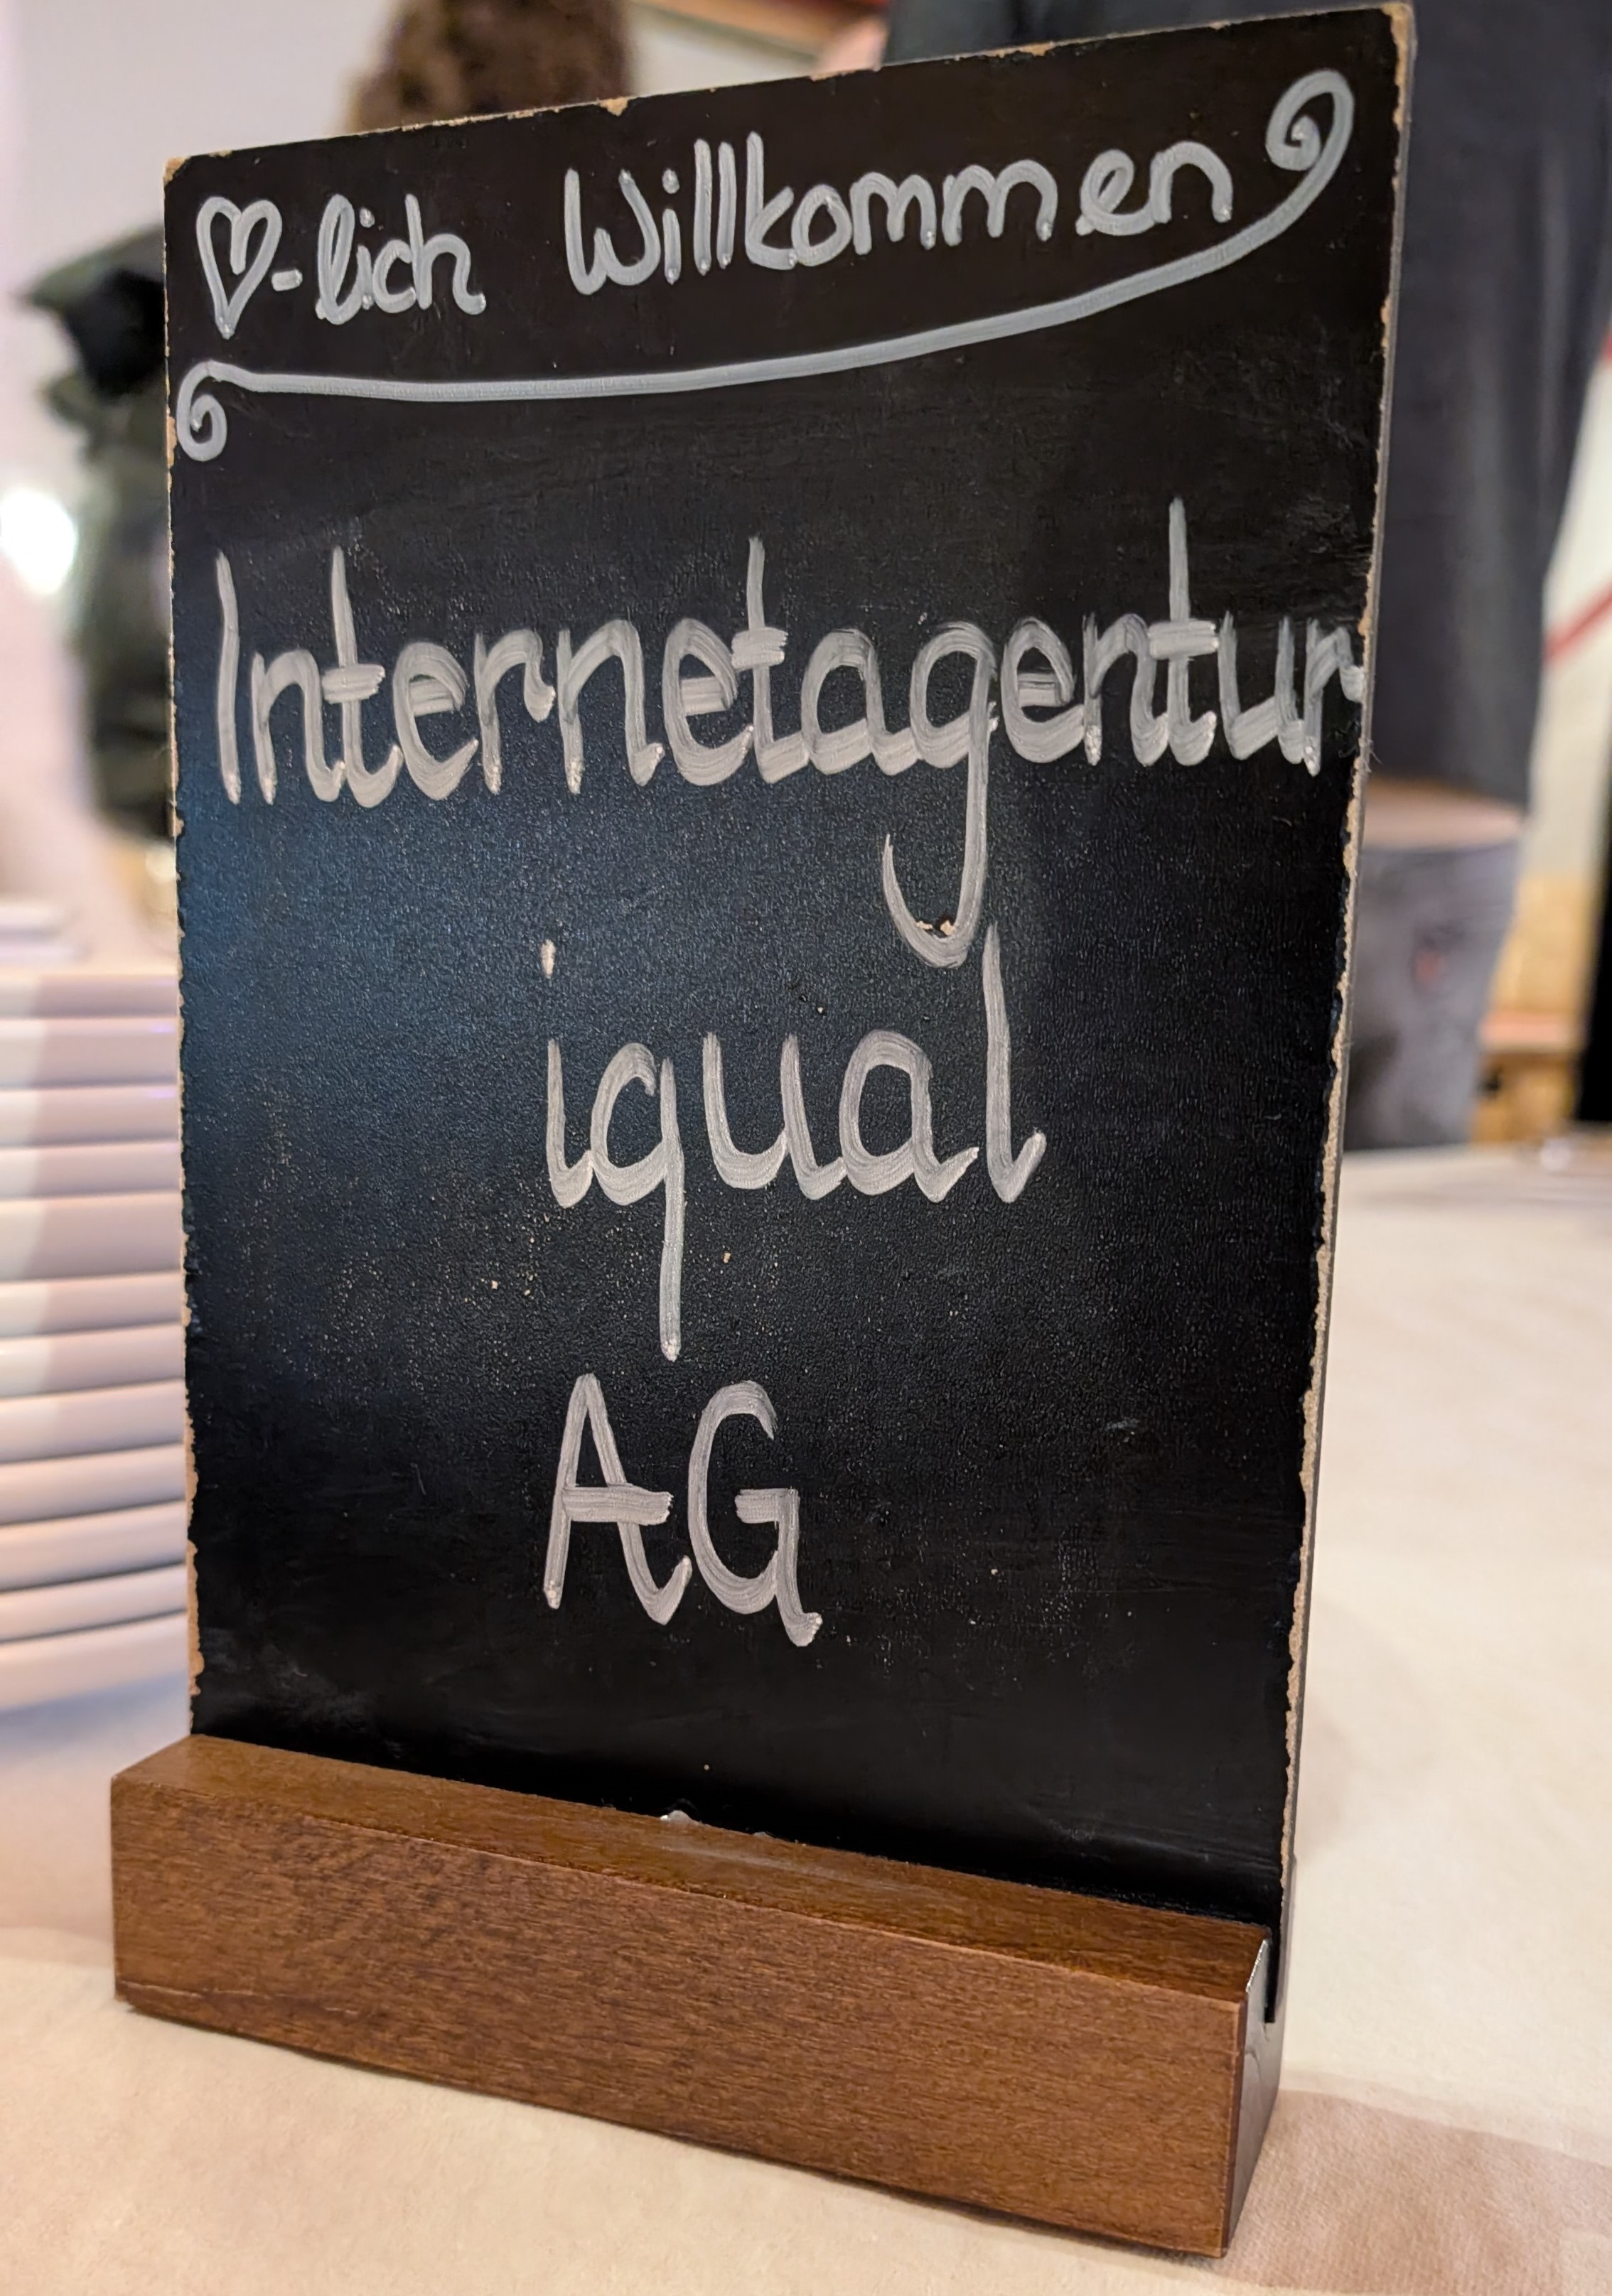 ♡-lich Willkommen
Internetagentur
iqual
AG